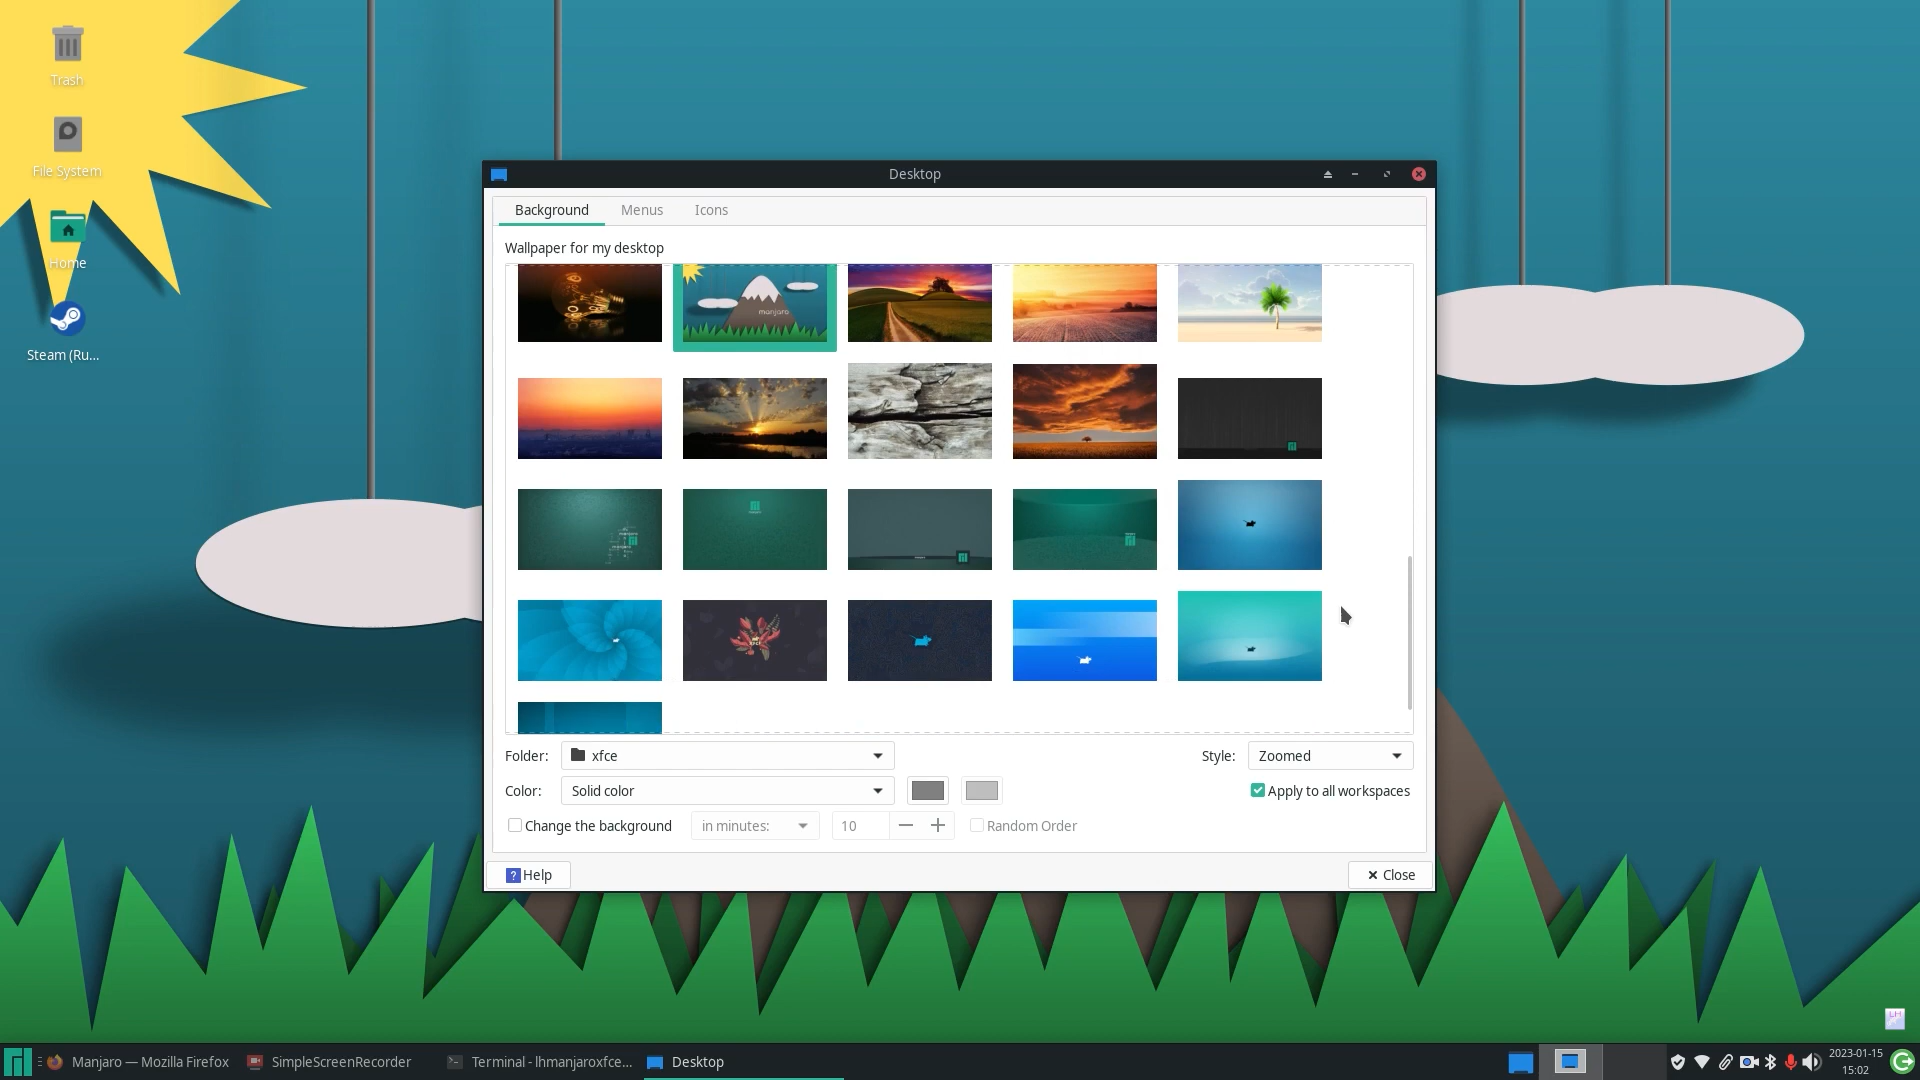 Trash
File System
Home
Steam (Ru...
Desktop
Background Menus Icons
Wallpaper for my desktop
manjaro
Folder: xfce Style: Zoomed
Color: Solid color Apply to all workspaces
Change the background in minutes: 10 Random Order
? Help Close
LH
Manjaro — Mozilla Firefox SimpleScreenRecorder Terminal - lhmanjaroxfce... Desktop
2023-01-15
15:02